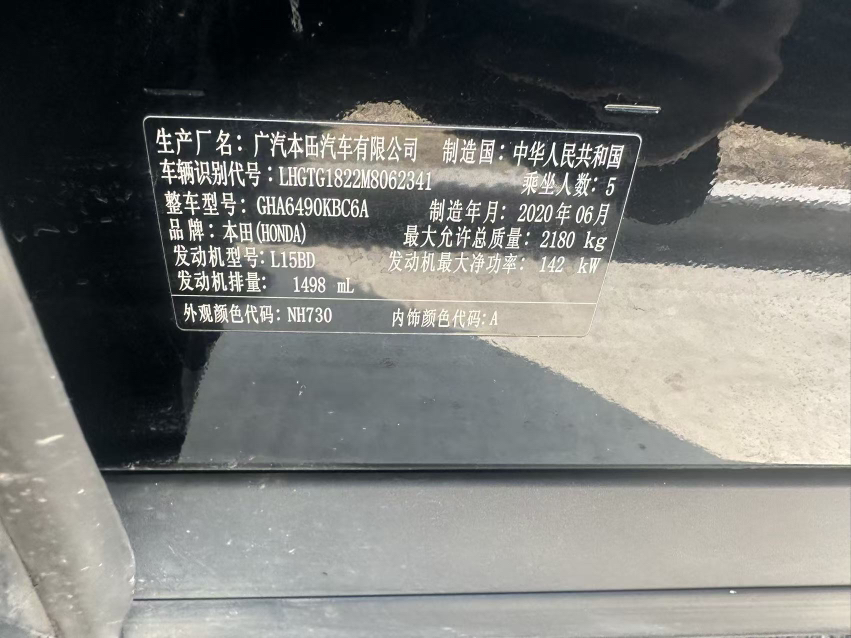 生产厂名：广汽本田汽车有限公司 制造国：中华人民共和国
车辆识别代号：LHGTG1822M8062341 乘坐人数：5
整车型号：GHA6490KBC6A 制造年月：2020年06月
品牌：本田(HONDA) 最大允许总质量：2180 kg
发动机型号：L15BD 发动机最大净功率：142 kW
发动机排量： 1498 mL
外观颜色代码：NH730 内饰颜色代码：A